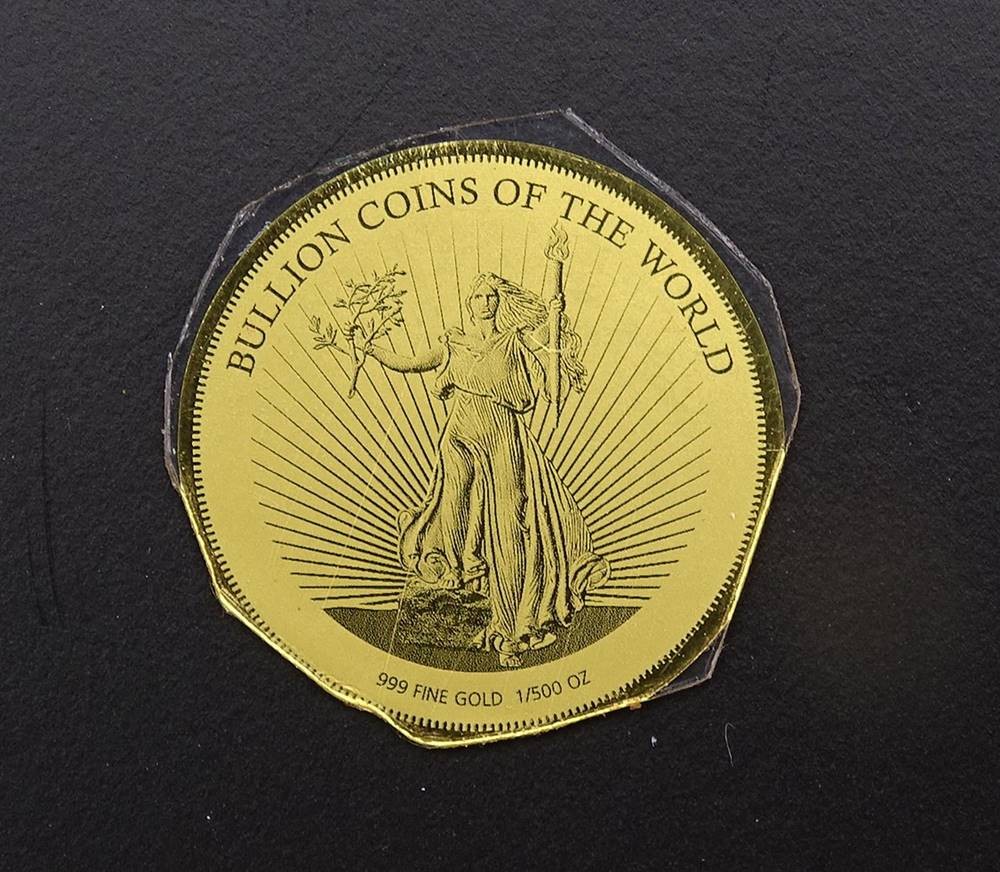 BULLION COINS OF THE WORLD
999 FINE GOLD 1/500 OZ